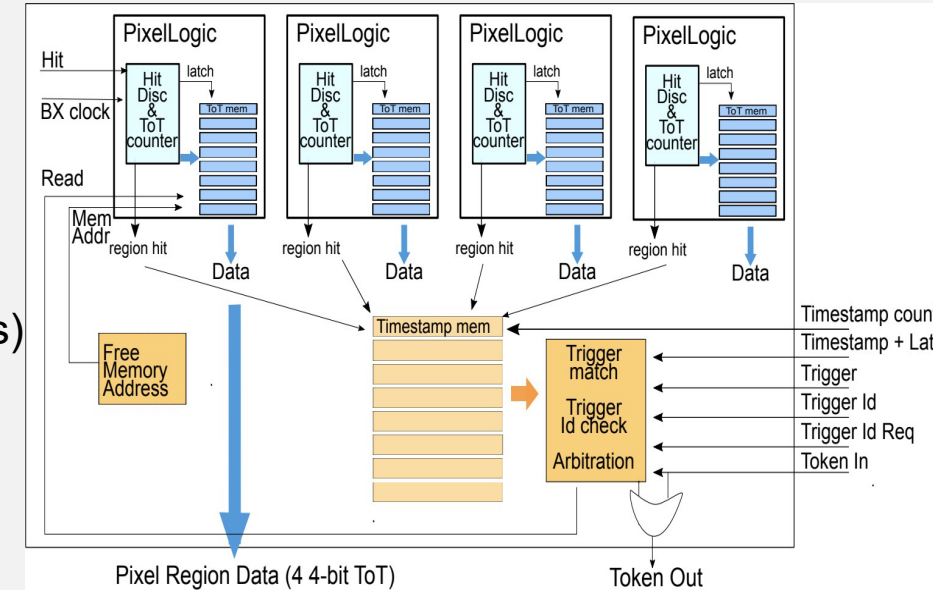 PixelLogic
PixelLogic
PixelLogic
PixelLogic
Hit
BX clock
Read
Mem
Addr
Hit
Disc
&
ToT
counter
latch
ToT mem
region hit
Data
Hit
Disc
&
ToT
counter
latch
ToT mem
region hit
Data
Hit
Disc
&
ToT
counter
latch
ToT mem
region hit
Data
Hit
Disc
&
ToT
counter
latch
ToT mem
region hit
Data
s)
Free
Memory
Address
Timestamp mem
Trigger
match
Trigger
Id check
Arbitration
Timestamp coun
Timestamp + Lat
Trigger
Trigger Id
Trigger Id Req
Token In
Pixel Region Data (4 4-bit ToT)
Token Out